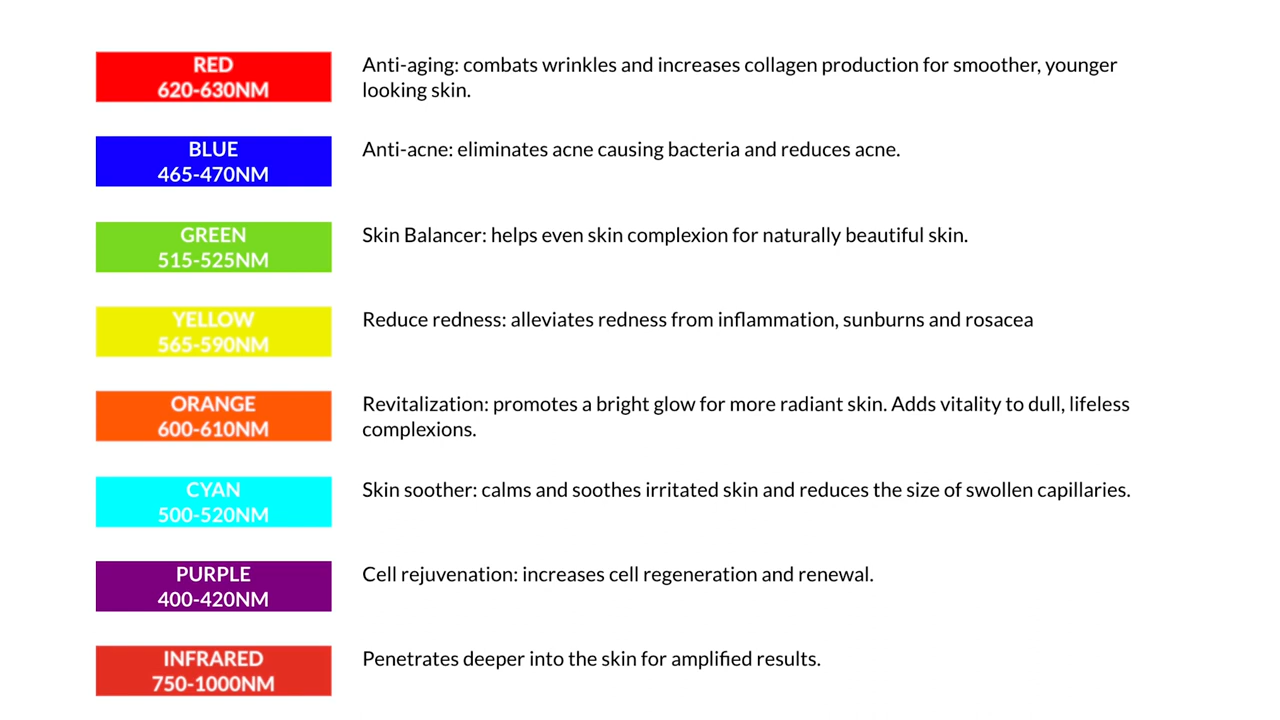 RED
620-630NM
Anti-aging: combats wrinkles and increases collagen production for smoother, younger
looking skin.
BLUE
465-470NM
Anti-acne: eliminates acne causing bacteria and reduces acne.
GREEN
515-525NM
Skin Balancer: helps even skin complexion for naturally beautiful skin.
YELLOW
565-590NM
Reduce redness: alleviates redness from inflammation, sunburns and rosacea
ORANGE
600-610NM
Revitalization: promotes a bright glow for more radiant skin. Adds vitality to dull, lifeless
complexions.
CYAN
500-520NM
Skin soother: calms and soothes irritated skin and reduces the size of swollen capillaries.
PURPLE
400-420NM
Cell rejuvenation: increases cell regeneration and renewal.
INFRARED
750-1000NM
Penetrates deeper into the skin for amplified results.